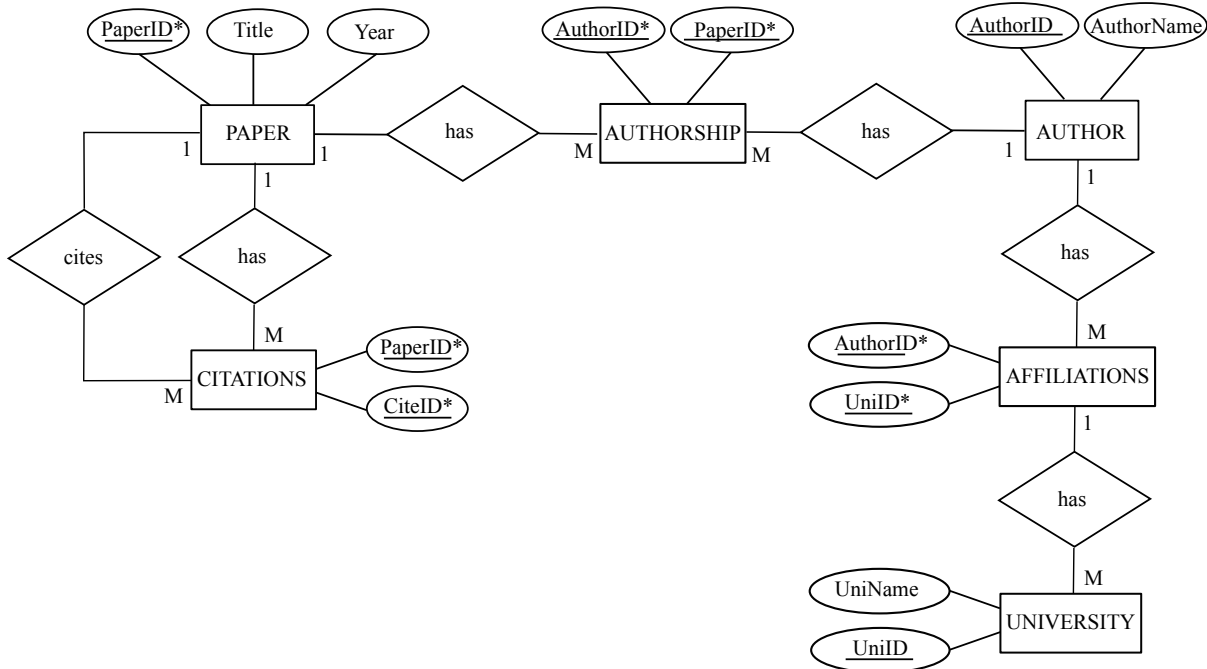 PaperID*
Title
Year
AuthorID*
PaperID*
AuthorID
AuthorName
PAPER
has
AUTHORSHIP
has
AUTHOR
1
1
M
M
1
1
1
cites
has
has
M
M
PaperID*
AuthorID*
CITATIONS
AFFILIATIONS
M
CiteID*
UniID*
1
has
M
UniName
UNIVERSITY
UniID